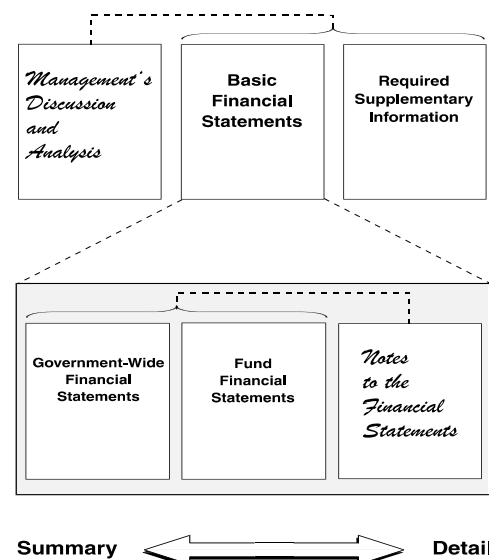 Management's
Discussion
and
Analysis
Basic
Financial
Statements
Required
Supplementary
Information
Government-Wide
Financial
Statements
Fund
Financial
Statements
Notes
to the
Financial
Statements
Summary
Detail